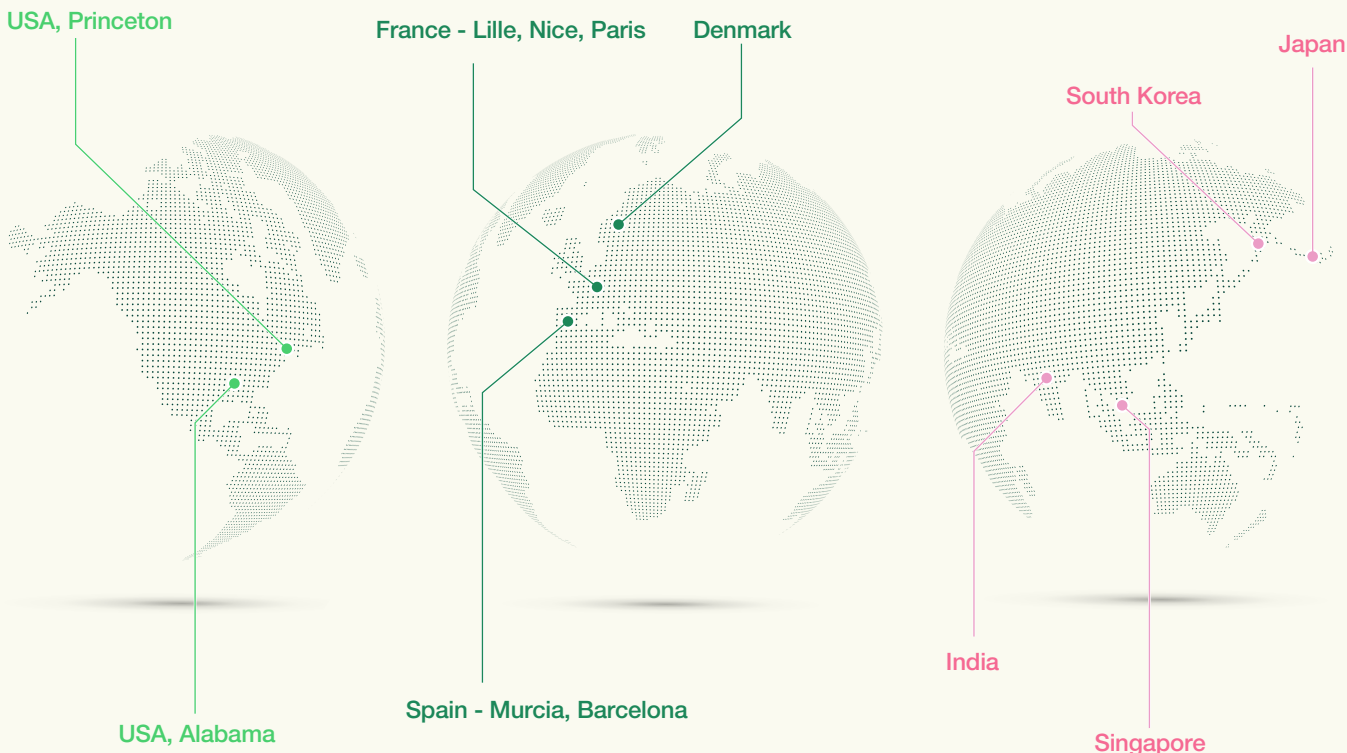 USA, Princeton
France - Lille, Nice, Paris
Denmark
Japan
South Korea
India
Spain - Murcia, Barcelona
USA, Alabama
Singapore